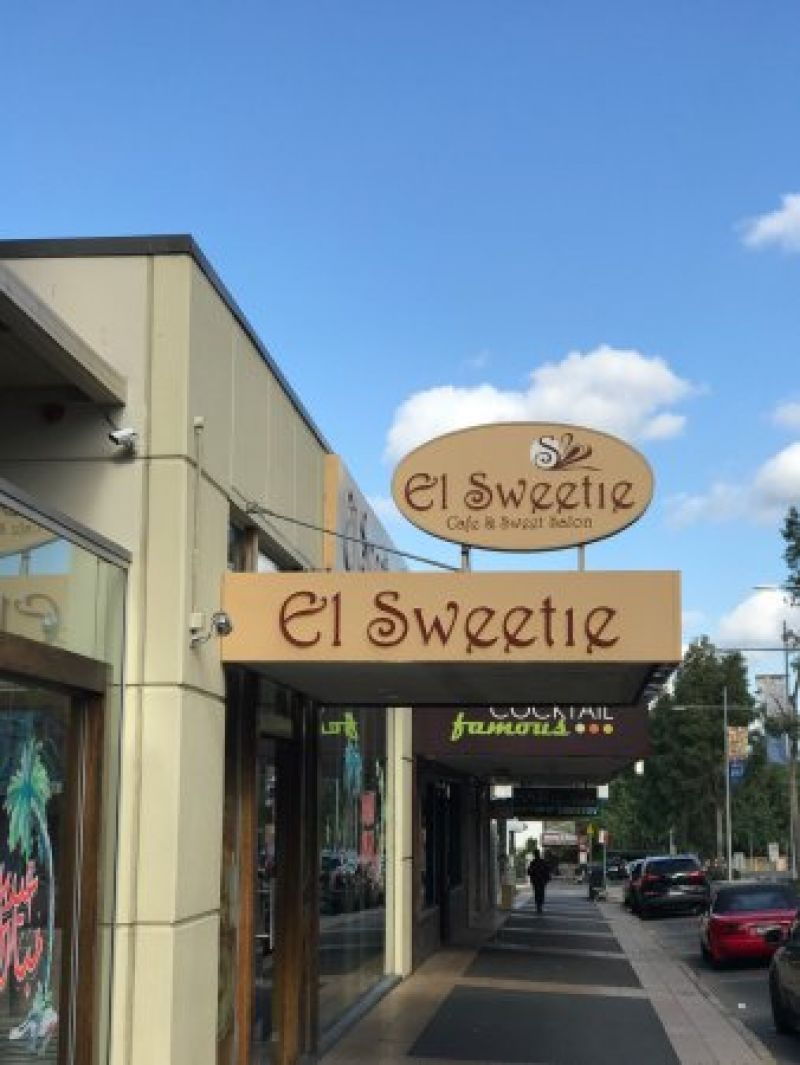 S
El Sweetie
Cafe & Sweet Salon
El Sweetie
COCKTAIL
famous